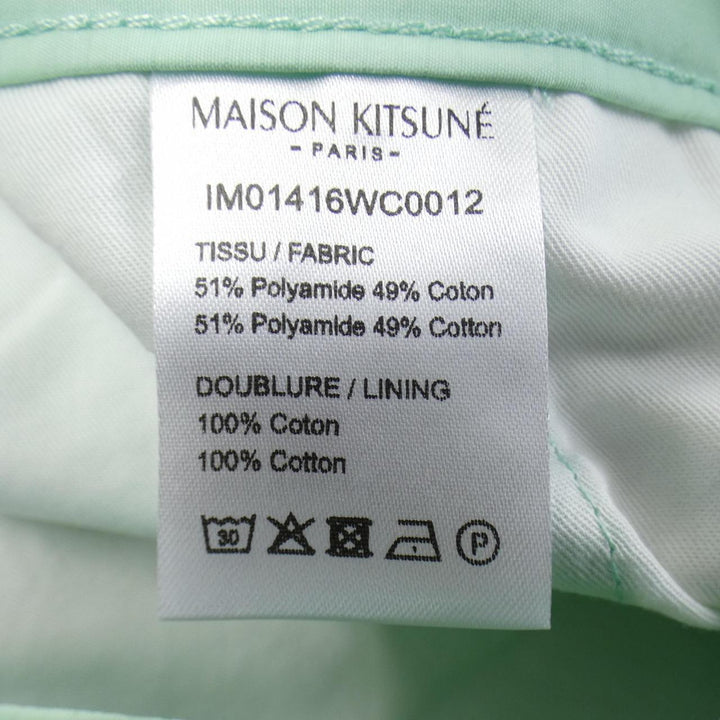 MAISON KITSUNÉ
- PARIS -
IM01416WC0012
TISSU / FABRIC
51% Polyamide 49% Coton
51% Polyamide 49% Cotton
DOUBLURE / LINING
100% Coton
100% Cotton
30 P